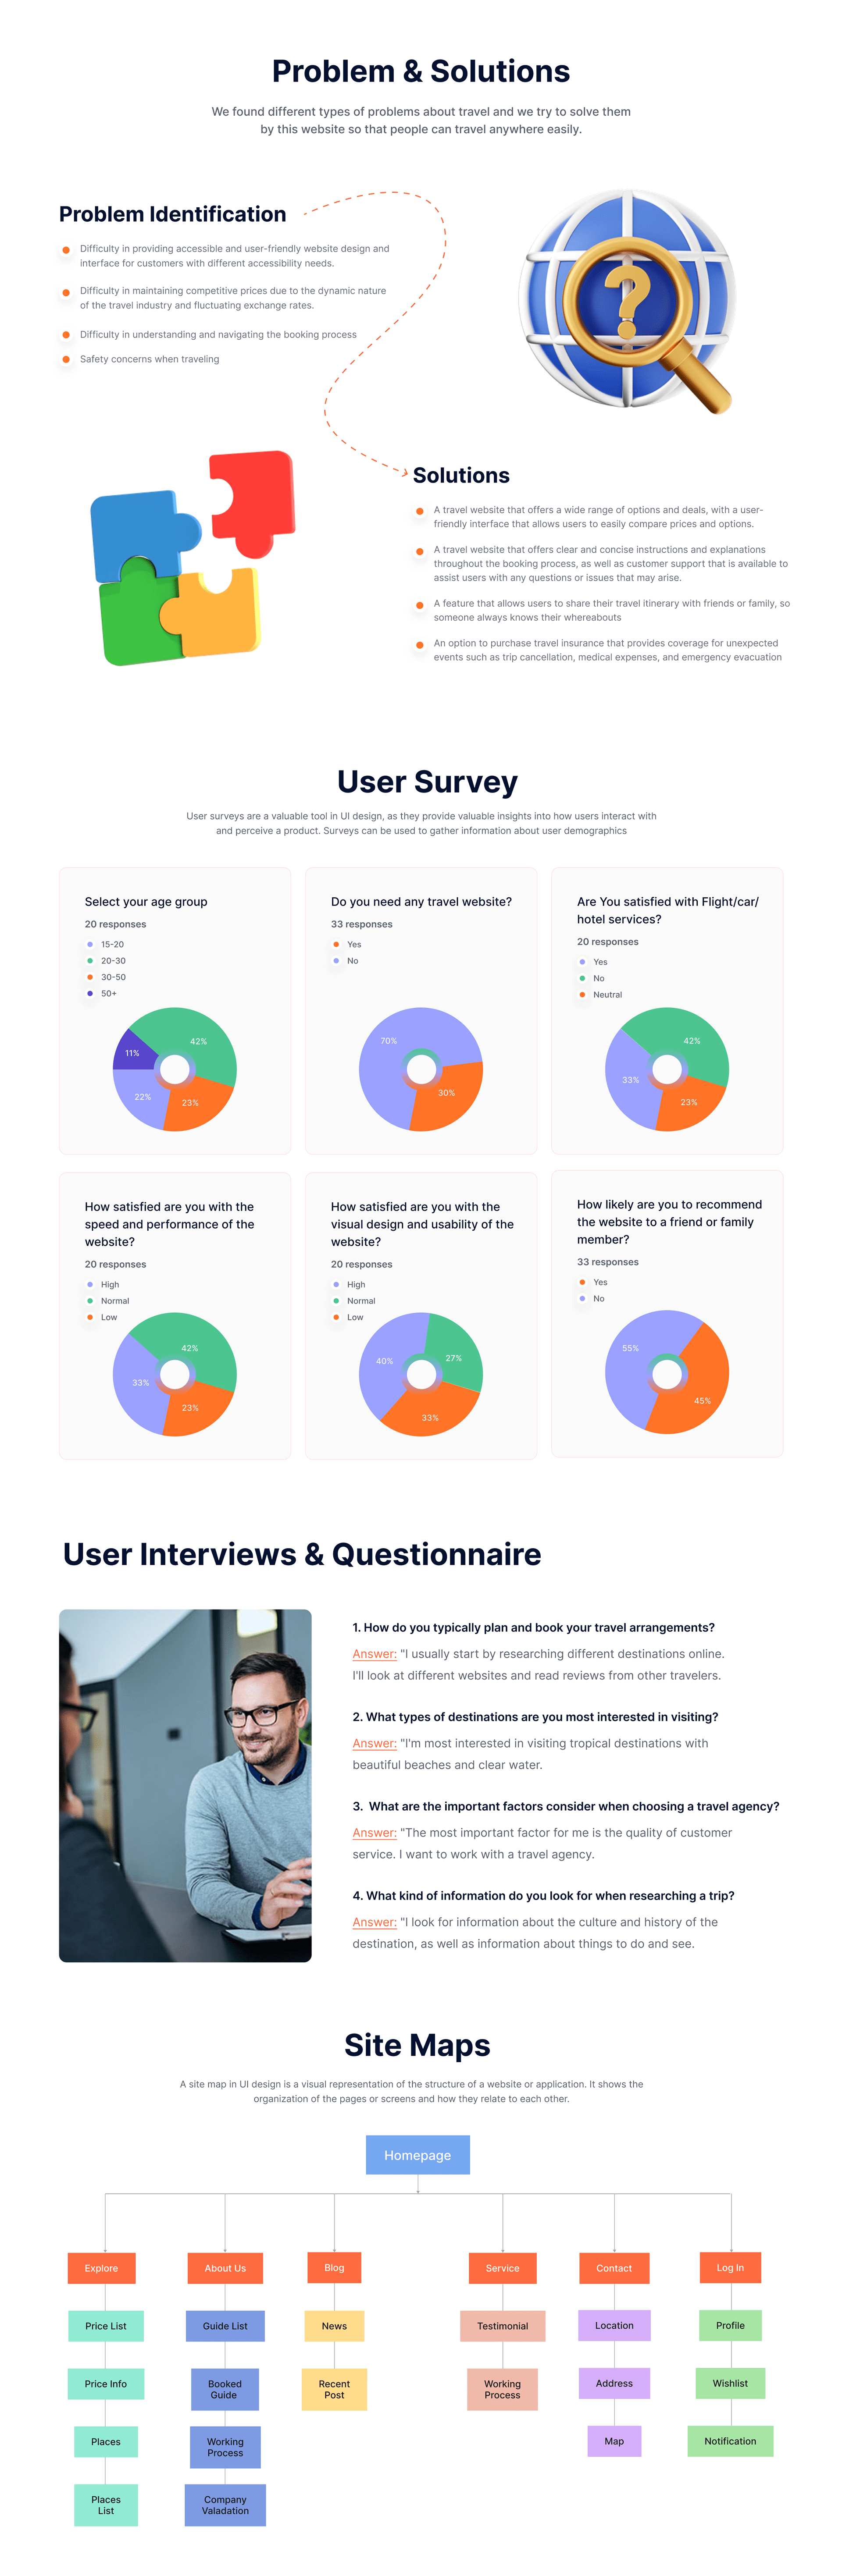 Problem & Solutions
We found different types of problems about travel and we try to solve them
by this website so that people can travel anywhere easily.
Problem Identification
Difficulty in providing accessible and user-friendly website design and
interface for customers with different accessibility needs.
Difficulty in maintaining competitive prices due to the dynamic nature
of the travel industry and fluctuating exchange rates.
Difficulty in understanding and navigating the booking process
Safety concerns when traveling
Solutions
A travel website that offers a wide range of options and deals, with a user-
friendly interface that allows users to easily compare prices and options.
A travel website that offers clear and concise instructions and explanations
throughout the booking process, as well as customer support that is available to
assist users with any questions or issues that may arise.
A feature that allows users to share their travel itinerary with friends or family, so
someone always knows their whereabouts
An option to purchase travel insurance that provides coverage for unexpected
events such as trip cancellation, medical expenses, and emergency evacuation
User Survey
User surveys are a valuable tool in UI design, as they provide valuable insights into how users interact with
and perceive a product. Surveys can be used to gather information about user demographics
Select your age group
20 responses
15-20
20-30
30-50
50+
42%
11%
22%
23%
Do you need any travel website?
33 responses
Yes
No
70%
30%
Are You satisfied with Flight/car/
hotel services?
20 responses
Yes
No
Neutral
42%
33%
23%
How satisfied are you with the
speed and performance of the
website?
20 responses
High
Normal
Low
42%
33%
23%
How satisfied are you with the
visual design and usability of the
website?
20 responses
High
Normal
Low
40%
27%
33%
How likely are you to recommend
the website to a friend or family
member?
33 responses
Yes
No
55%
45%
User Interviews & Questionnaire
1. How do you typically plan and book your travel arrangements?
Answer: "I usually start by researching different destinations online.
I'll look at different websites and read reviews from other travelers.
2. What types of destinations are you most interested in visiting?
Answer: "I'm most interested in visiting tropical destinations with
beautiful beaches and clear water.
3. What are the important factors consider when choosing a travel agency?
Answer: "The most important factor for me is the quality of customer
service. I want to work with a travel agency.
4. What kind of information do you look for when researching a trip?
Answer: "I look for information about the culture and history of the
destination, as well as information about things to do and see.
Site Maps
A site map in UI design is a visual representation of the structure of a website or application. It shows the
organization of the pages or screens and how they relate to each other.
Homepage
Explore
Price List
Price Info
Places
Places
List
About Us
Guide List
Booked
Guide
Working
Process
Company
Valadation
Blog
News
Recent
Post
Service
Testimonial
Working
Process
Contact
Location
Address
Map
Log In
Profile
Wishlist
Notification